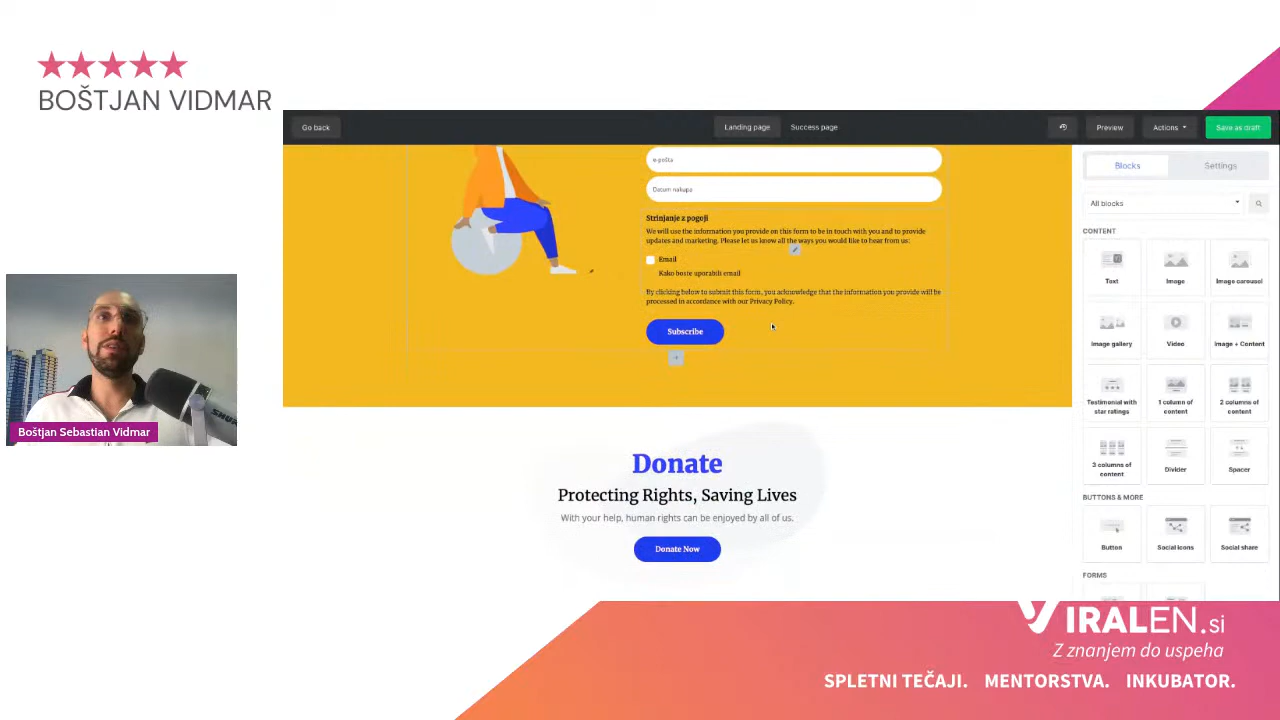 BOŠTJAN VIDMAR
Go back
Landing page
Success page
Preview
Actions
Save as draft
e-pošta
Datum nakupa
Strinjanje z pogoji
We will use the information you provide on this form to be in touch with you and to provide
updates and marketing. Please let us know all the ways you would like to hear from us:
Email
Kako boste uporabili email
By clicking below to submit this form, you acknowledge that the information you provide will be
processed in accordance with our Privacy Policy.
Subscribe
Donate
Protecting Rights, Saving Lives
With your help, human rights can be enjoyed by all of us.
Donate Now
Blocks
Settings
All blocks
CONTENT
Text
Image
Image carousel
Image gallery
Video
Image + Content
Testimonial with
star ratings
1 column of
content
2 columns of
content
3 columns of
content
Divider
Spacer
BUTTONS & MORE
Button
Social icons
Social share
FORMS
SHURE
Boštjan Sebastian Vidmar
VIRALEN.si
Z znanjem do uspeha
SPLETNI TEČAJI. MENTORSTVA. INKUBATOR.